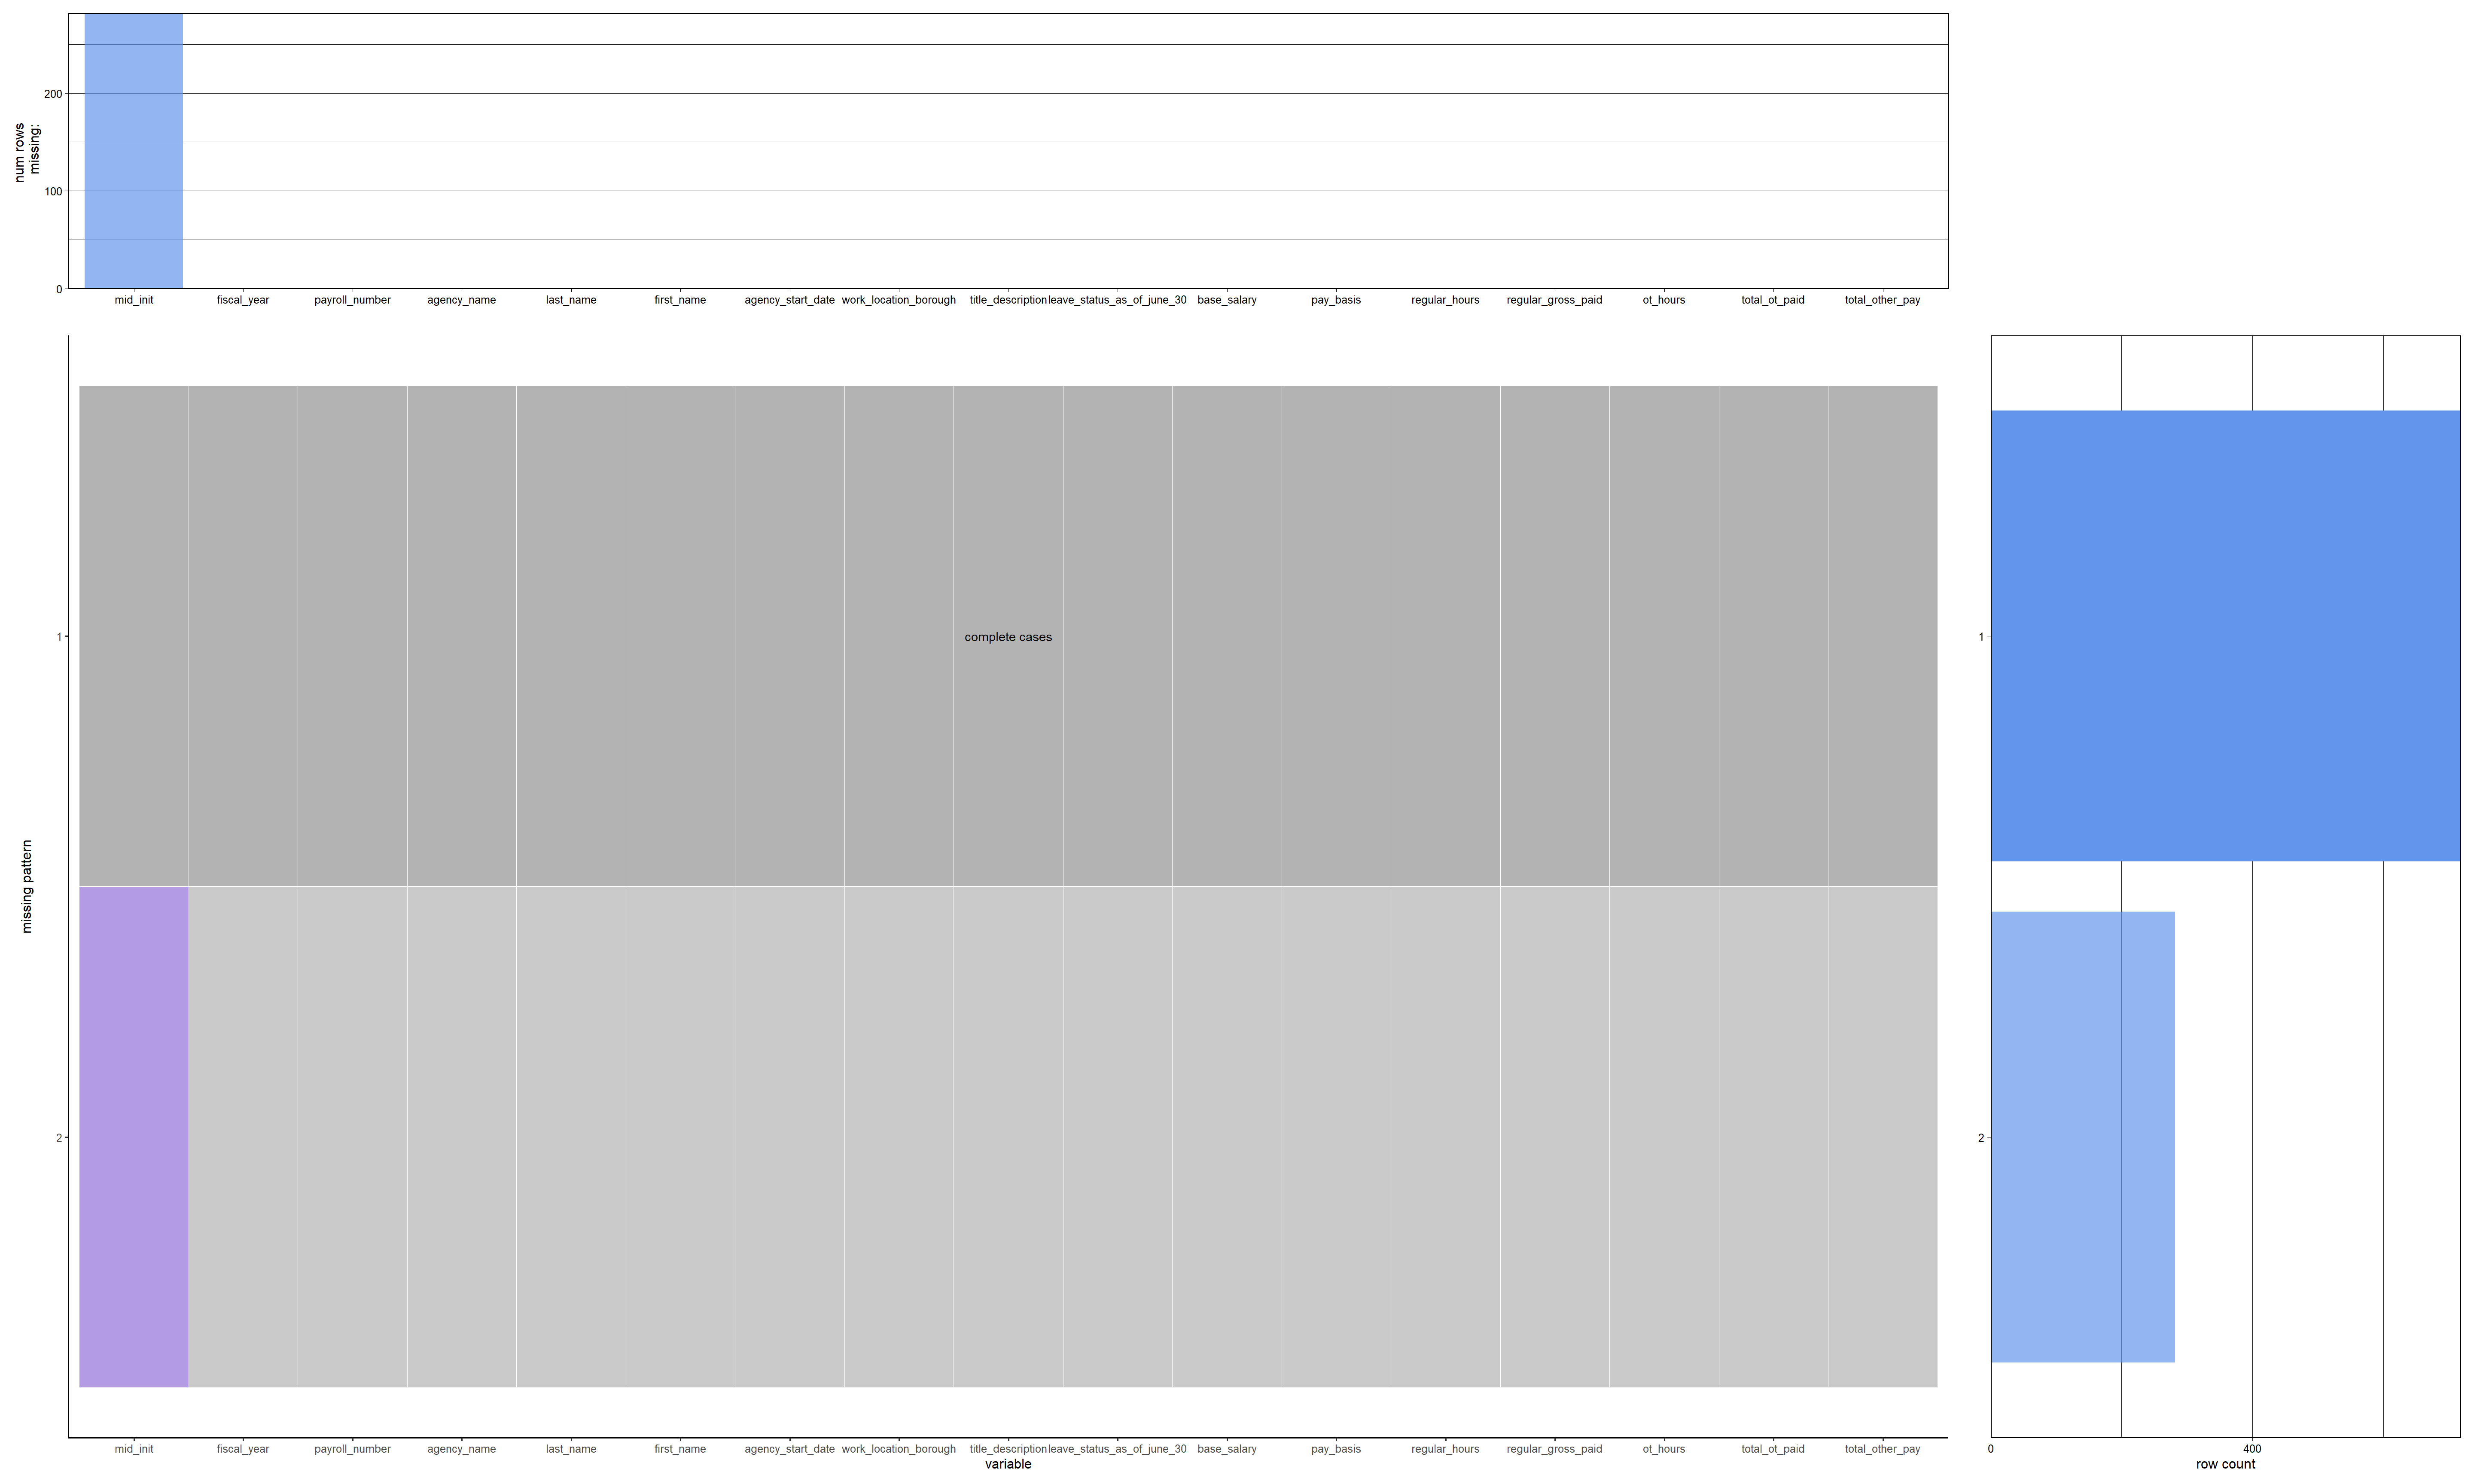 num rows
missing:
200
100
0
mid_init fiscal_year payroll_number agency_name last_name first_name agency_start_date work_location_borough title_description leave_status_as_of_june_30 base_salary pay_basis regular_hours regular_gross_paid ot_hours total_ot_paid total_other_pay
missing pattern
1
complete cases
2
mid_init fiscal_year payroll_number agency_name last_name first_name agency_start_date work_location_borough title_description leave_status_as_of_june_30 base_salary pay_basis regular_hours regular_gross_paid ot_hours total_ot_paid total_other_pay
variable
1
2
0 400
row count